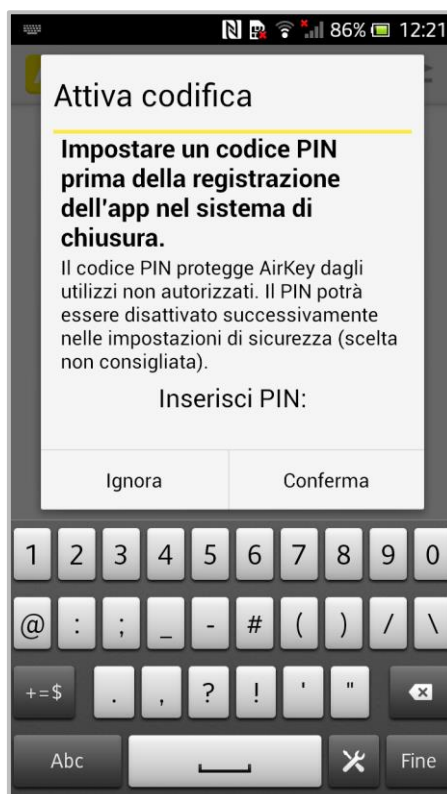 86% 12:21
Attiva codifica
Impostare un codice PIN
prima della registrazione
dell'app nel sistema di
chiusura.
Il codice PIN protegge AirKey dagli
utilizzi non autorizzati. Il PIN potrà
essere disattivato successivamente
nelle impostazioni di sicurezza (scelta
non consigliata).
Inserisci PIN:
Ignora Conferma
1 2 3 4 5 6 7 8 9 0
@ : ; _ - # ( ) / \
+=$ . , ? ! ' "
Abc Fine